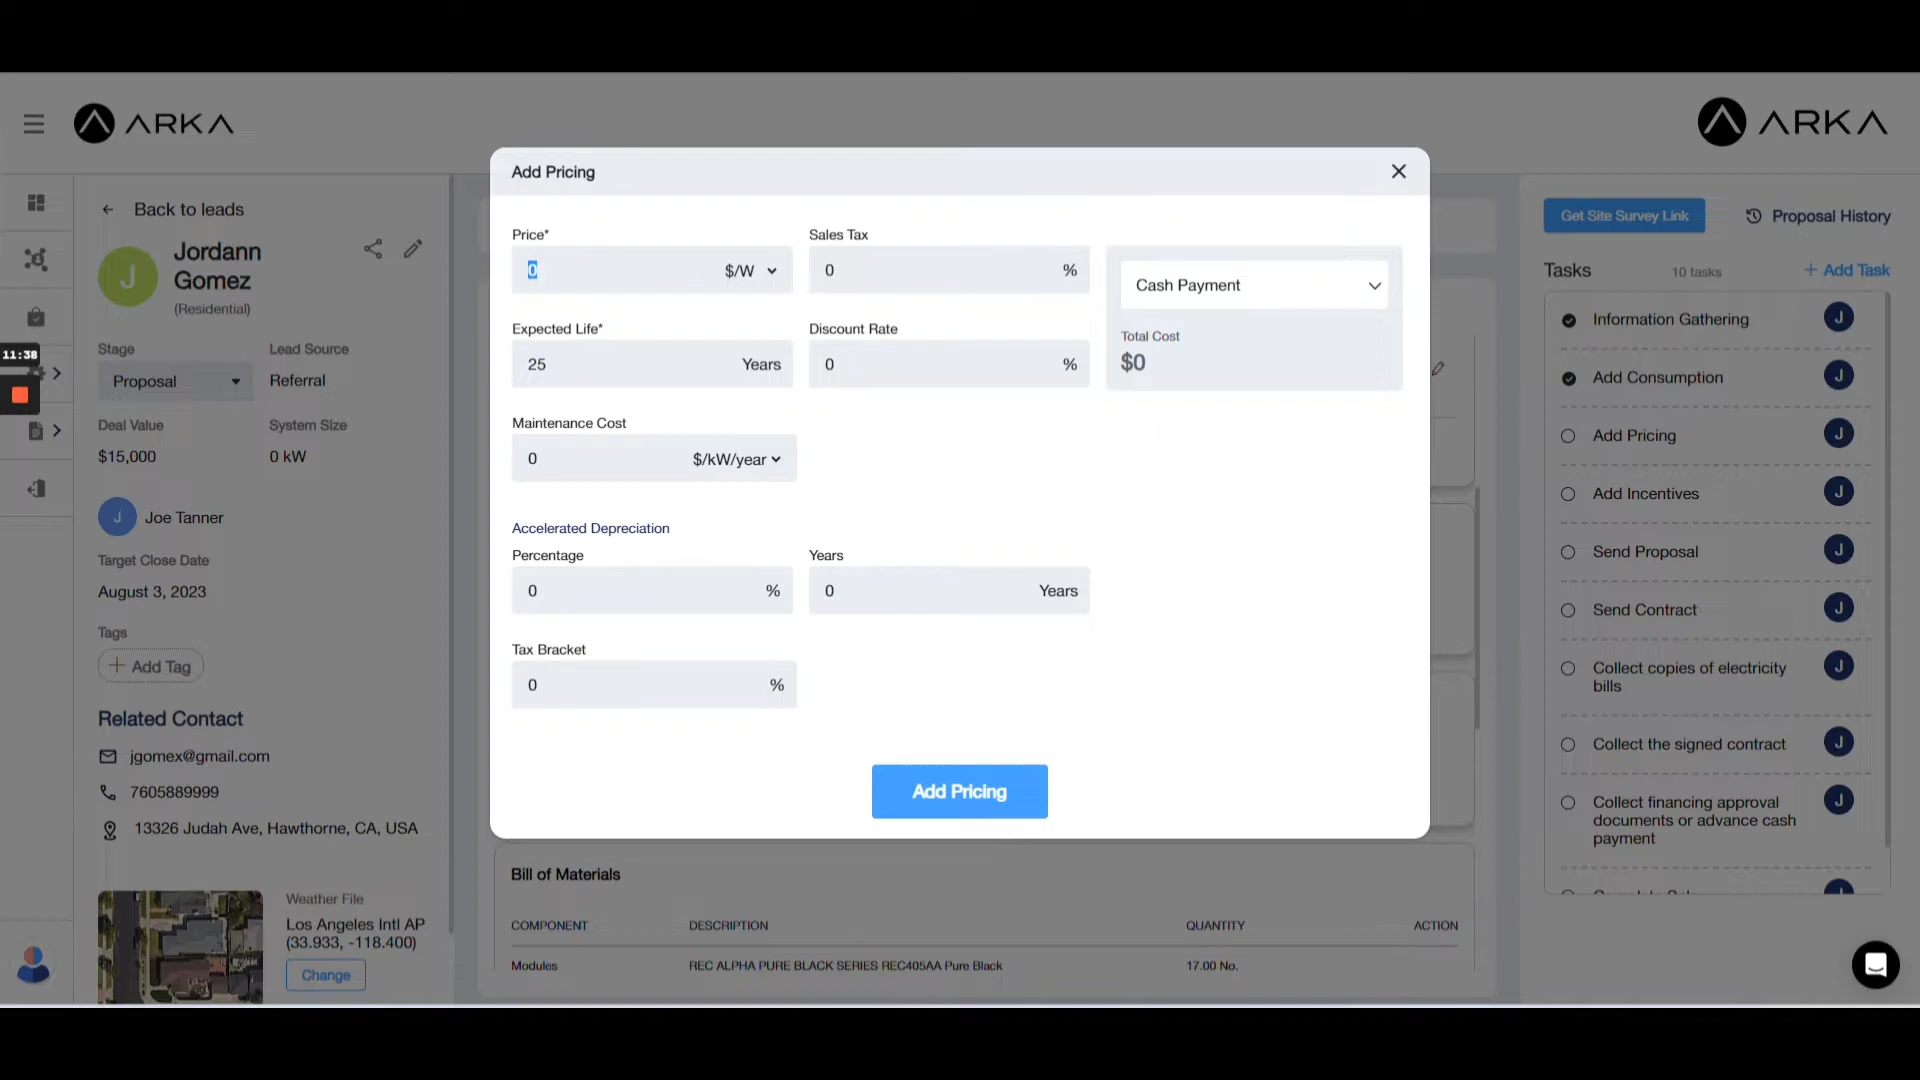 ARKA
ARKA
Back to leads
J
Jordann
Gomez
(Residential)
Stage
Lead Source
Proposal
Referral
Deal Value
System Size
$15,000
0 kW
J
Joe Tanner
Target Close Date
August 3, 2023
Tags
+ Add Tag
Related Contact
jgomex@gmail.com
7605889999
13326 Judah Ave, Hawthorne, CA, USA
Weather File
Los Angeles Intl AP
(33.933, -118.400)
Change
11:38
Add Pricing
Price*
Sales Tax
0 $/W
0 %
Cash Payment
Total Cost
$0
Expected Life*
Discount Rate
25 Years
0 %
Maintenance Cost
0 $/kW/year
Accelerated Depreciation
Percentage
Years
0 %
0 Years
Tax Bracket
0 %
Add Pricing
Bill of Materials
COMPONENT DESCRIPTION QUANTITY ACTION
Modules REC ALPHA PURE BLACK SERIES REC405AA Pure Black 17.00 No.
Get Site Survey Link
Proposal History
Tasks
10 tasks
+ Add Task
Information Gathering J
Add Consumption J
Add Pricing J
Add Incentives J
Send Proposal J
Send Contract J
Collect copies of electricity J
bills
Collect the signed contract J
Collect financing approval J
documents or advance cash
payment